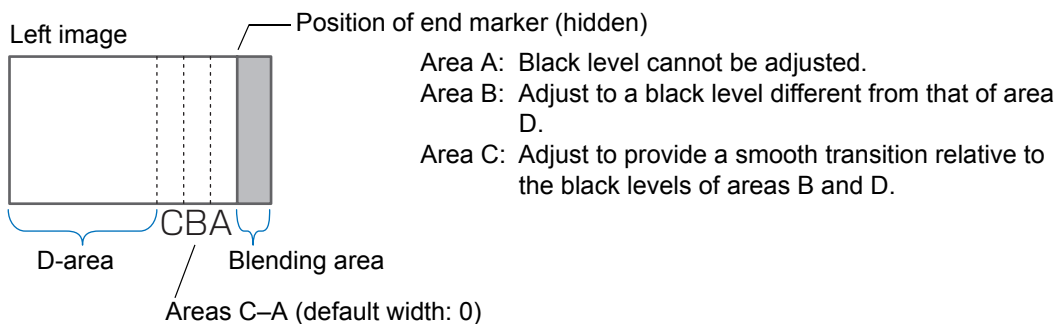 Position of end marker (hidden)
Left image
Area A: Black level cannot be adjusted.
Area B: Adjust to a black level different from that of area
D.
Area C: Adjust to provide a smooth transition relative to
the black levels of areas B and D.
CBA
D-area
Blending area
Areas C–A (default width: 0)